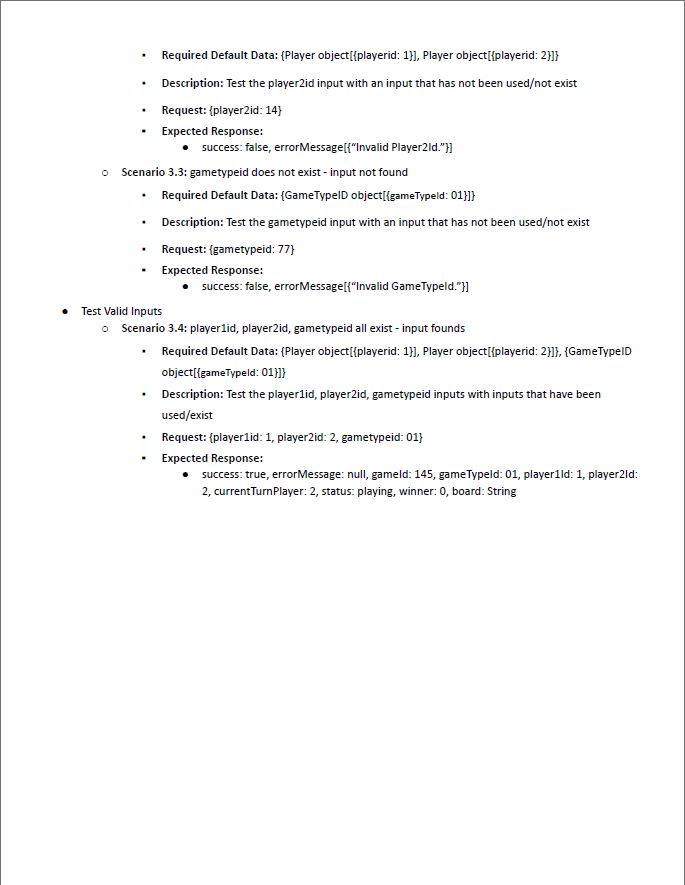 ▪ Required Default Data: {Player object[{playerid: 1}], Player object[{playerid: 2}]}
▪ Description: Test the player2id input with an input that has not been used/not exist
▪ Request: {player2id: 14}
▪ Expected Response:
● success: false, errorMessage[{“Invalid Player2Id.”}]
○ Scenario 3.3: gametypeid does not exist - input not found
▪ Required Default Data: {GameTypeID object[{gameTypeId: 01}]}
▪ Description: Test the gametypeid input with an input that has not been used/not exist
▪ Request: {gametypeid: 77}
▪ Expected Response:
● success: false, errorMessage[{“Invalid GameTypeId.”}]
● Test Valid Inputs
○ Scenario 3.4: player1id, player2id, gametypeid all exist - input founds
▪ Required Default Data: {Player object[{playerid: 1}], Player object[{playerid: 2}]}, {GameTypeID
object[{gameTypeId: 01}]}
▪ Description: Test the player1id, player2id, gametypeid inputs with inputs that have been
used/exist
▪ Request: {player1id: 1, player2id: 2, gametypeid: 01}
▪ Expected Response:
● success: true, errorMessage: null, gameId: 145, gameTypeId: 01, player1Id: 1, player2Id:
2, currentTurnPlayer: 2, status: playing, winner: 0, board: String